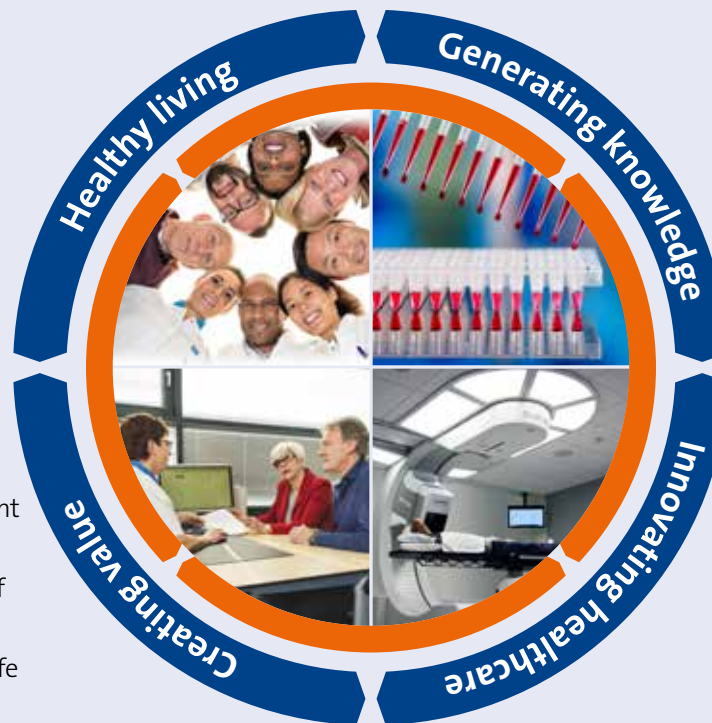 Healthy living
Generating knowledge
Innovating healthcare
Creating value